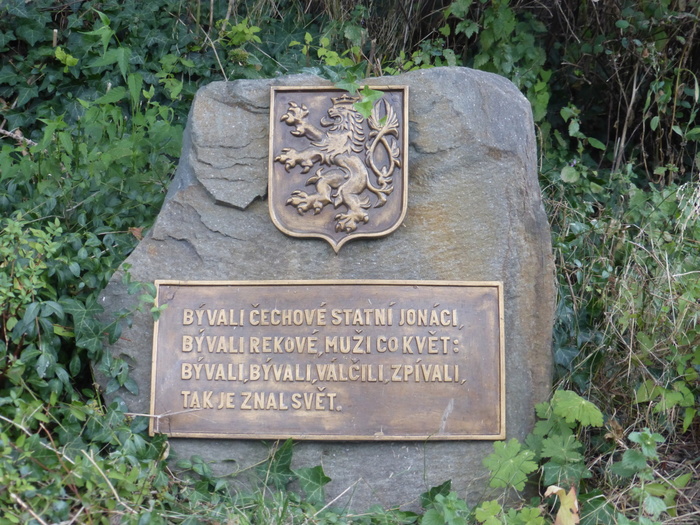 BÝVALI ČECHOVÉ STATNÍ JONÁCI,
BÝVALI REKOVÉ, MUŽI CO KVĚT:
BÝVALI, BÝVALI, VÁLČILI, ZPÍVALI,
TAK JE ZNAL SVĚT.